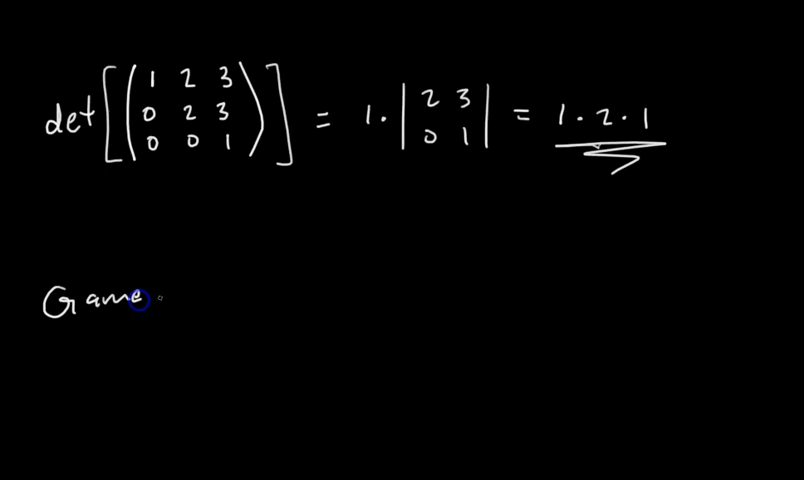 det[(1 2 3
0 2 3
0 0 1)] = 1 · |2 3
0 1| = 1 · 2 · 1
Game